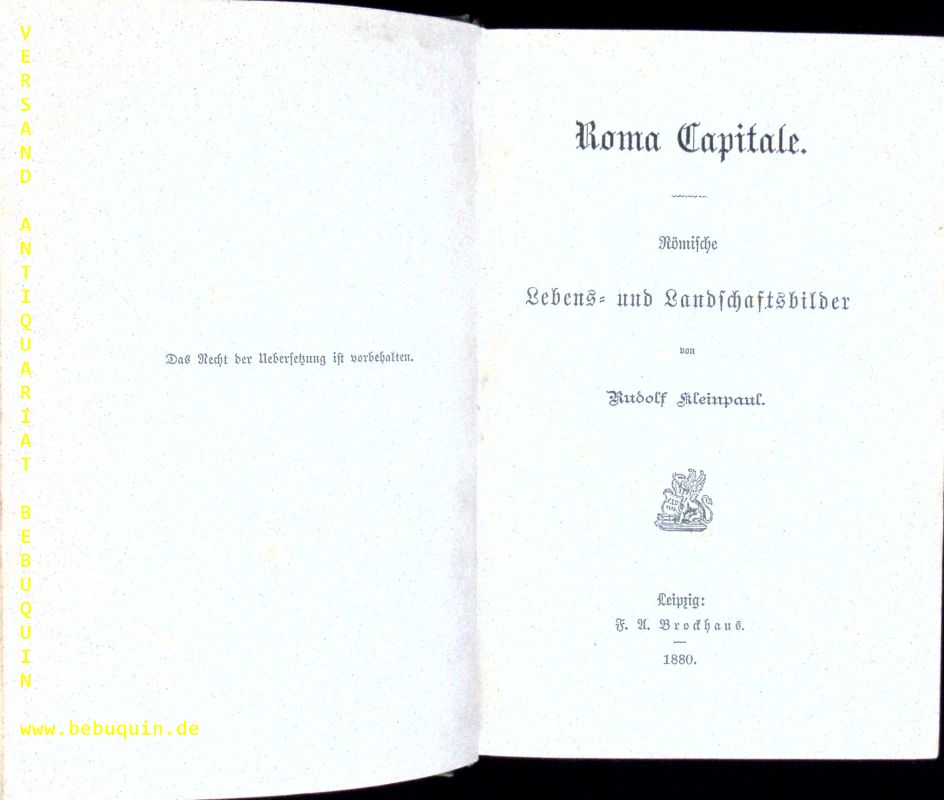 VERSAND ANTIQUARIAT BEBUQUIN
www.bebuquin.de
Das Recht der Uebersetzung ist vorbehalten.
Roma Capitale.
Römische
Lebens- und Landschaftsbilder
von
Rudolf Kleinpaul.
Leipzig:
F. A. Brockhaus.
1880.